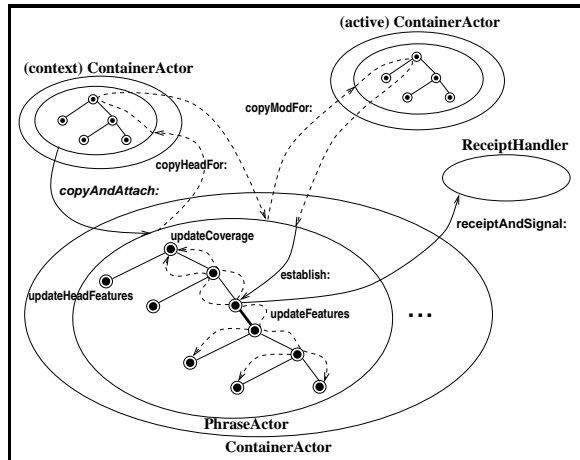 (active) ContainerActor
(context) ContainerActor
copyModFor:
ReceiptHandler
copyHeadFor:
copyAndAttach:
receiptAndSignal:
updateCoverage
establish:
updateHeadFeatures
updateFeatures
...
PhraseActor
ContainerActor